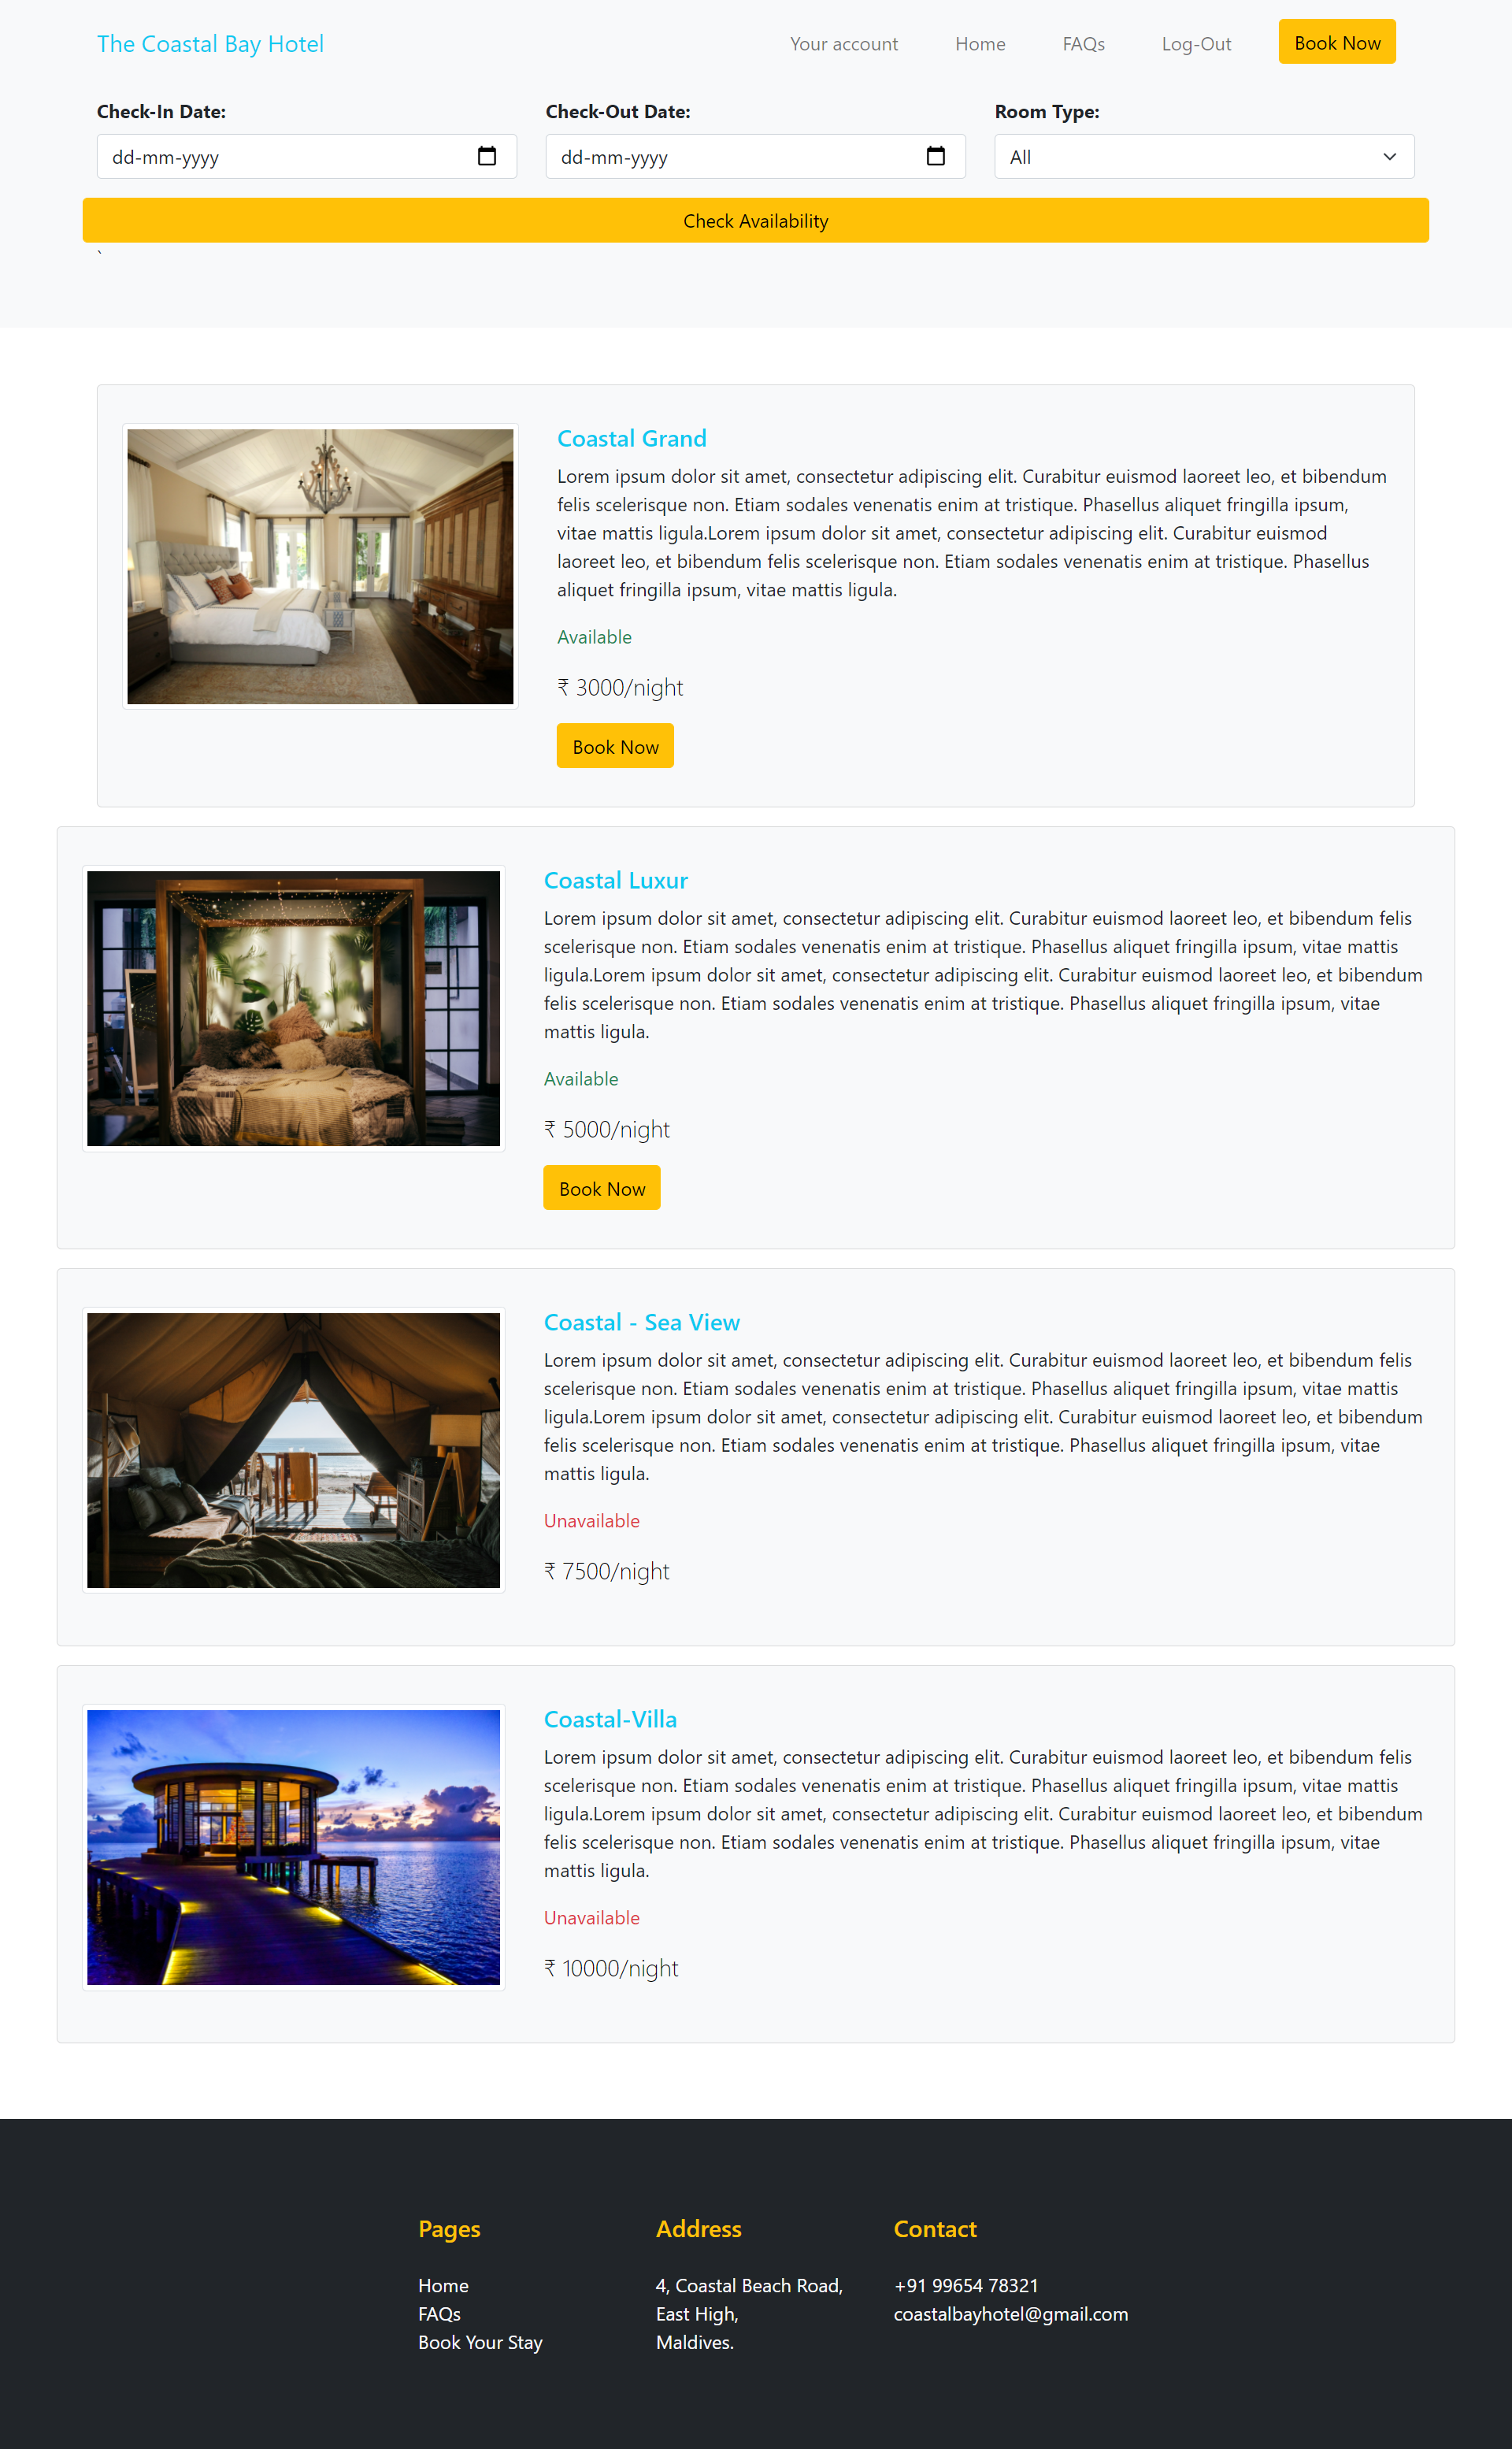 The Coastal Bay Hotel
Your account
Home
FAQs
Log-Out
Book Now
Check-In Date:
Check-Out Date:
Room Type:
dd-mm-yyyy
dd-mm-yyyy
All
Check Availability
`
Coastal Grand
Lorem ipsum dolor sit amet, consectetur adipiscing elit. Curabitur euismod laoreet leo, et bibendum
felis scelerisque non. Etiam sodales venenatis enim at tristique. Phasellus aliquet fringilla ipsum,
vitae mattis ligula.Lorem ipsum dolor sit amet, consectetur adipiscing elit. Curabitur euismod
laoreet leo, et bibendum felis scelerisque non. Etiam sodales venenatis enim at tristique. Phasellus
aliquet fringilla ipsum, vitae mattis ligula.
Available
₹ 3000/night
Book Now
Coastal Luxur
Lorem ipsum dolor sit amet, consectetur adipiscing elit. Curabitur euismod laoreet leo, et bibendum felis
scelerisque non. Etiam sodales venenatis enim at tristique. Phasellus aliquet fringilla ipsum, vitae mattis
ligula.Lorem ipsum dolor sit amet, consectetur adipiscing elit. Curabitur euismod laoreet leo, et bibendum
felis scelerisque non. Etiam sodales venenatis enim at tristique. Phasellus aliquet fringilla ipsum, vitae
mattis ligula.
Available
₹ 5000/night
Book Now
Coastal - Sea View
Lorem ipsum dolor sit amet, consectetur adipiscing elit. Curabitur euismod laoreet leo, et bibendum felis
scelerisque non. Etiam sodales venenatis enim at tristique. Phasellus aliquet fringilla ipsum, vitae mattis
ligula.Lorem ipsum dolor sit amet, consectetur adipiscing elit. Curabitur euismod laoreet leo, et bibendum
felis scelerisque non. Etiam sodales venenatis enim at tristique. Phasellus aliquet fringilla ipsum, vitae
mattis ligula.
Unavailable
₹ 7500/night
Coastal-Villa
Lorem ipsum dolor sit amet, consectetur adipiscing elit. Curabitur euismod laoreet leo, et bibendum felis
scelerisque non. Etiam sodales venenatis enim at tristique. Phasellus aliquet fringilla ipsum, vitae mattis
ligula.Lorem ipsum dolor sit amet, consectetur adipiscing elit. Curabitur euismod laoreet leo, et bibendum
felis scelerisque non. Etiam sodales venenatis enim at tristique. Phasellus aliquet fringilla ipsum, vitae
mattis ligula.
Unavailable
₹ 10000/night
Pages
Home
FAQs
Book Your Stay
Address
4, Coastal Beach Road,
East High,
Maldives.
Contact
+91 99654 78321
coastalbayhotel@gmail.com